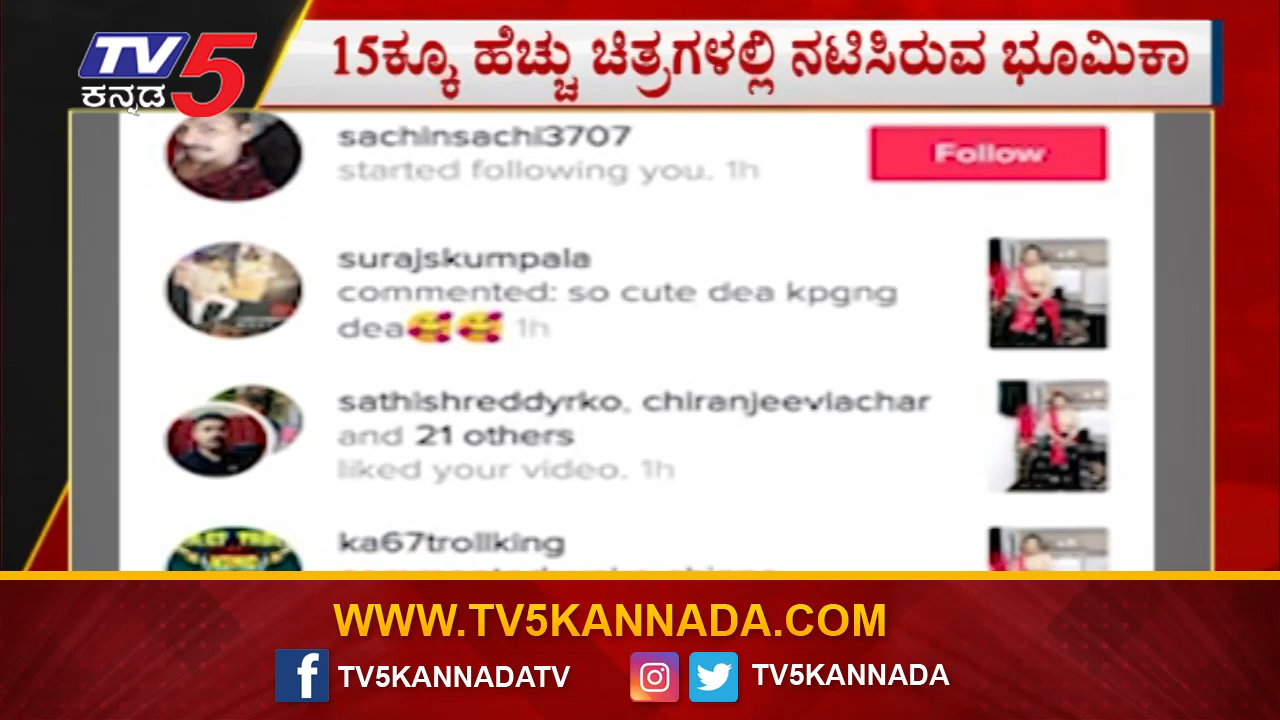 TV5
ಕನ್ನಡ
15ಕ್ಕೂ ಹೆಚ್ಚು ಚಿತ್ರಗಳಲ್ಲಿ ನಟಿಸಿರುವ ಭೂಮಿಕಾ
sachinsachi3707
started following you. 1h
Follow
surajskumpala
commented: so cute dea kpgng
dea🥰🥰 1h
sathishreddyrko, chiranjeeviachar
and 21 others
liked your video. 1h
ka67trollking
WWW.TV5KANNADA.COM
TV5KANNADATV
TV5KANNADA